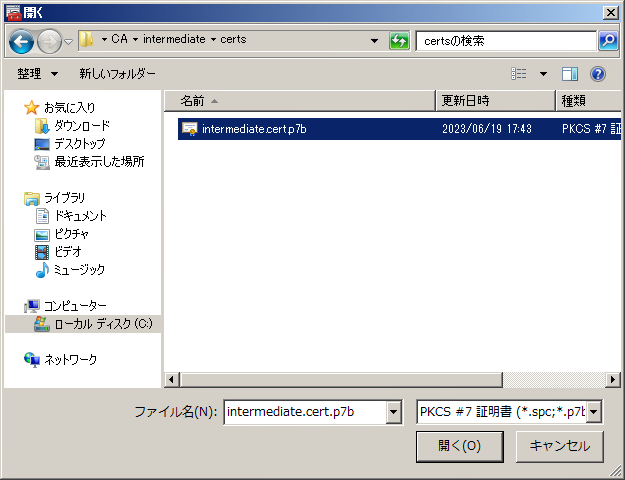 開く
CA intermediate certs
certsの検索
整理 新しいフォルダー
お気に入り
ダウンロード
デスクトップ
最近表示した場所
ライブラリ
ドキュメント
ピクチャ
ビデオ
ミュージック
コンピューター
ローカル ディスク (C:)
ネットワーク
名前 更新日時 種類
intermediate.cert.p7b 2023/06/19 17:43 PKCS #7 証
ファイル名(N): intermediate.cert.p7b PKCS #7 証明書 (*.spc;*.p7b
開く(O) キャンセル